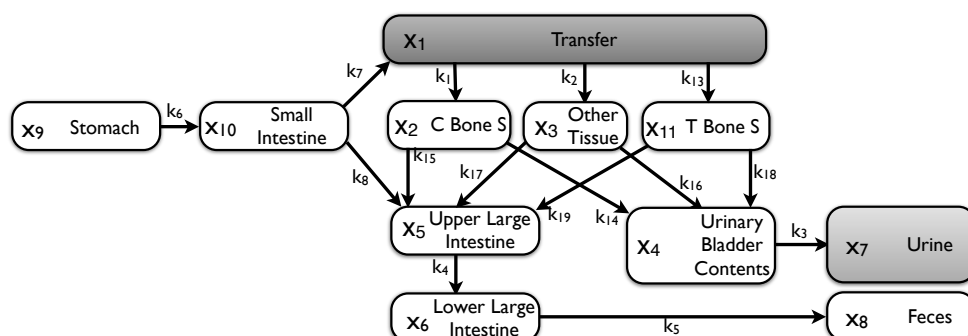 x1 Transfer
k7
k1
k2
k13
k6
x9 Stomach
x10 Small
Intestine
x2 C Bone S
x3 Other
Tissue
x11 T Bone S
k15
k8
k17
k16
k18
k19
k14
x5 Upper Large
Intestine
x4 Urinary
Bladder
Contents
k3
x7 Urine
k4
x6 Lower Large
Intestine
k5
x8 Feces